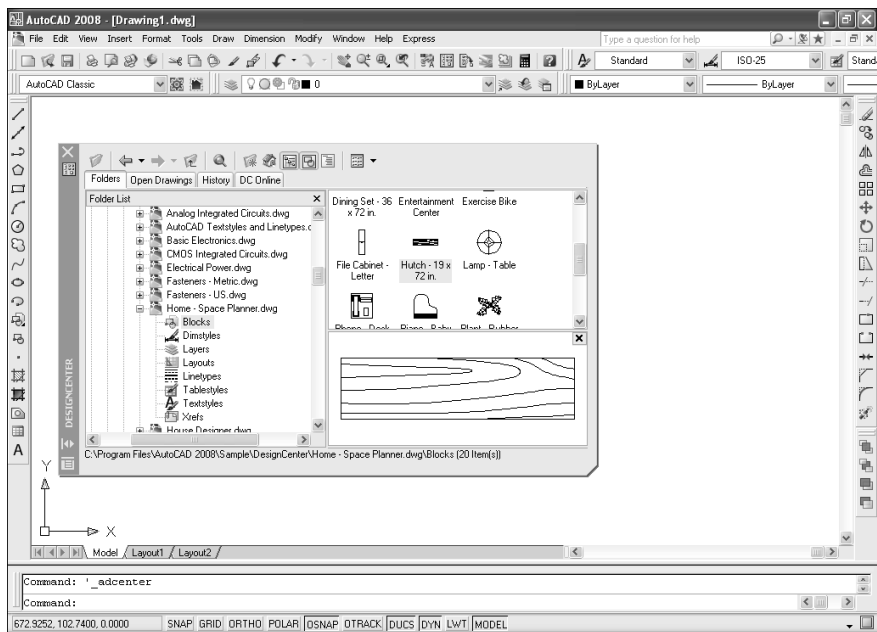 AutoCAD 2008 - [Drawing1.dwg]
File Edit View Insert Format Tools Draw Dimension Modify Window Help Express
Type a question for help
Standard ISO-25 Stand
AutoCAD Classic
0
ByLayer
ByLayer
Folders Open Drawings History DC Online
Folder List
Analog Integrated Circuits.dwg
AutoCAD Textstyles and Linetypes.c
Basic Electronics.dwg
CMOS Integrated Circuits.dwg
Electrical Power.dwg
Fasteners - Metric.dwg
Fasteners - US.dwg
Home - Space Planner.dwg
Blocks
Dimstyles
Layers
Layouts
Linetypes
Tablestyles
Textstyles
Xrefs
House Designer.dwg
Dining Set - 36 x 72 in.
Entertainment Center
Exercise Bike
File Cabinet - Letter
Hutch - 19 x 72 in.
Lamp - Table
Phone, Desk
Piano, Baby
Plant, Rubber
DESIGNCENTER
C:\Program Files\AutoCAD 2008\Sample\DesignCenter\Home - Space Planner.dwg\Blocks (20 Item(s))
Y
X
A
Model Layout1 Layout2
Command: '_adcenter
Command:
672.9252, 102.7400, 0.0000 SNAP GRID ORTHO POLAR OSNAP OTRACK DUCS DYN LWT MODEL